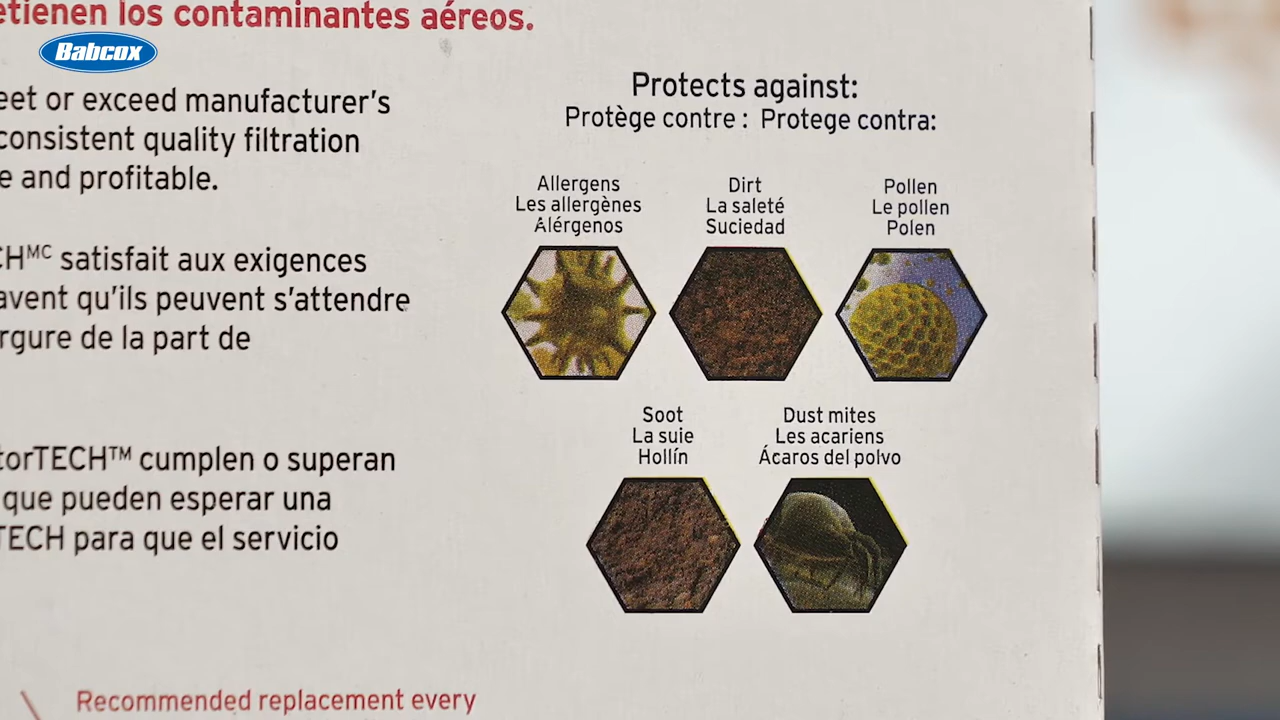 etienen los contaminantes aéreos.
Babcox
eet or exceed manufacturer's
consistent quality filtration
e and profitable.
CHMC satisfait aux exigences
avent qu'ils peuvent s'attendre
rgure de la part de
torTECH™ cumplen o superan
que pueden esperar una
TECH para que el servicio
Protects against:
Protège contre : Protege contra:
Allergens
Les allergènes
Alérgenos
Dirt
La saleté
Suciedad
Pollen
Le pollen
Polen
Soot
La suie
Hollín
Dust mites
Les acariens
Ácaros del polvo
Recommended replacement every